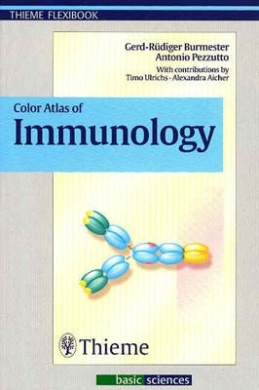 THIEME FLEXIBOOK
Gerd-Rüdiger Burmester
Antonio Pezzutto
With contributions by
Timo Ulrichs · Alexandra Aicher
Color Atlas of
Immunology
Thieme
basic sciences